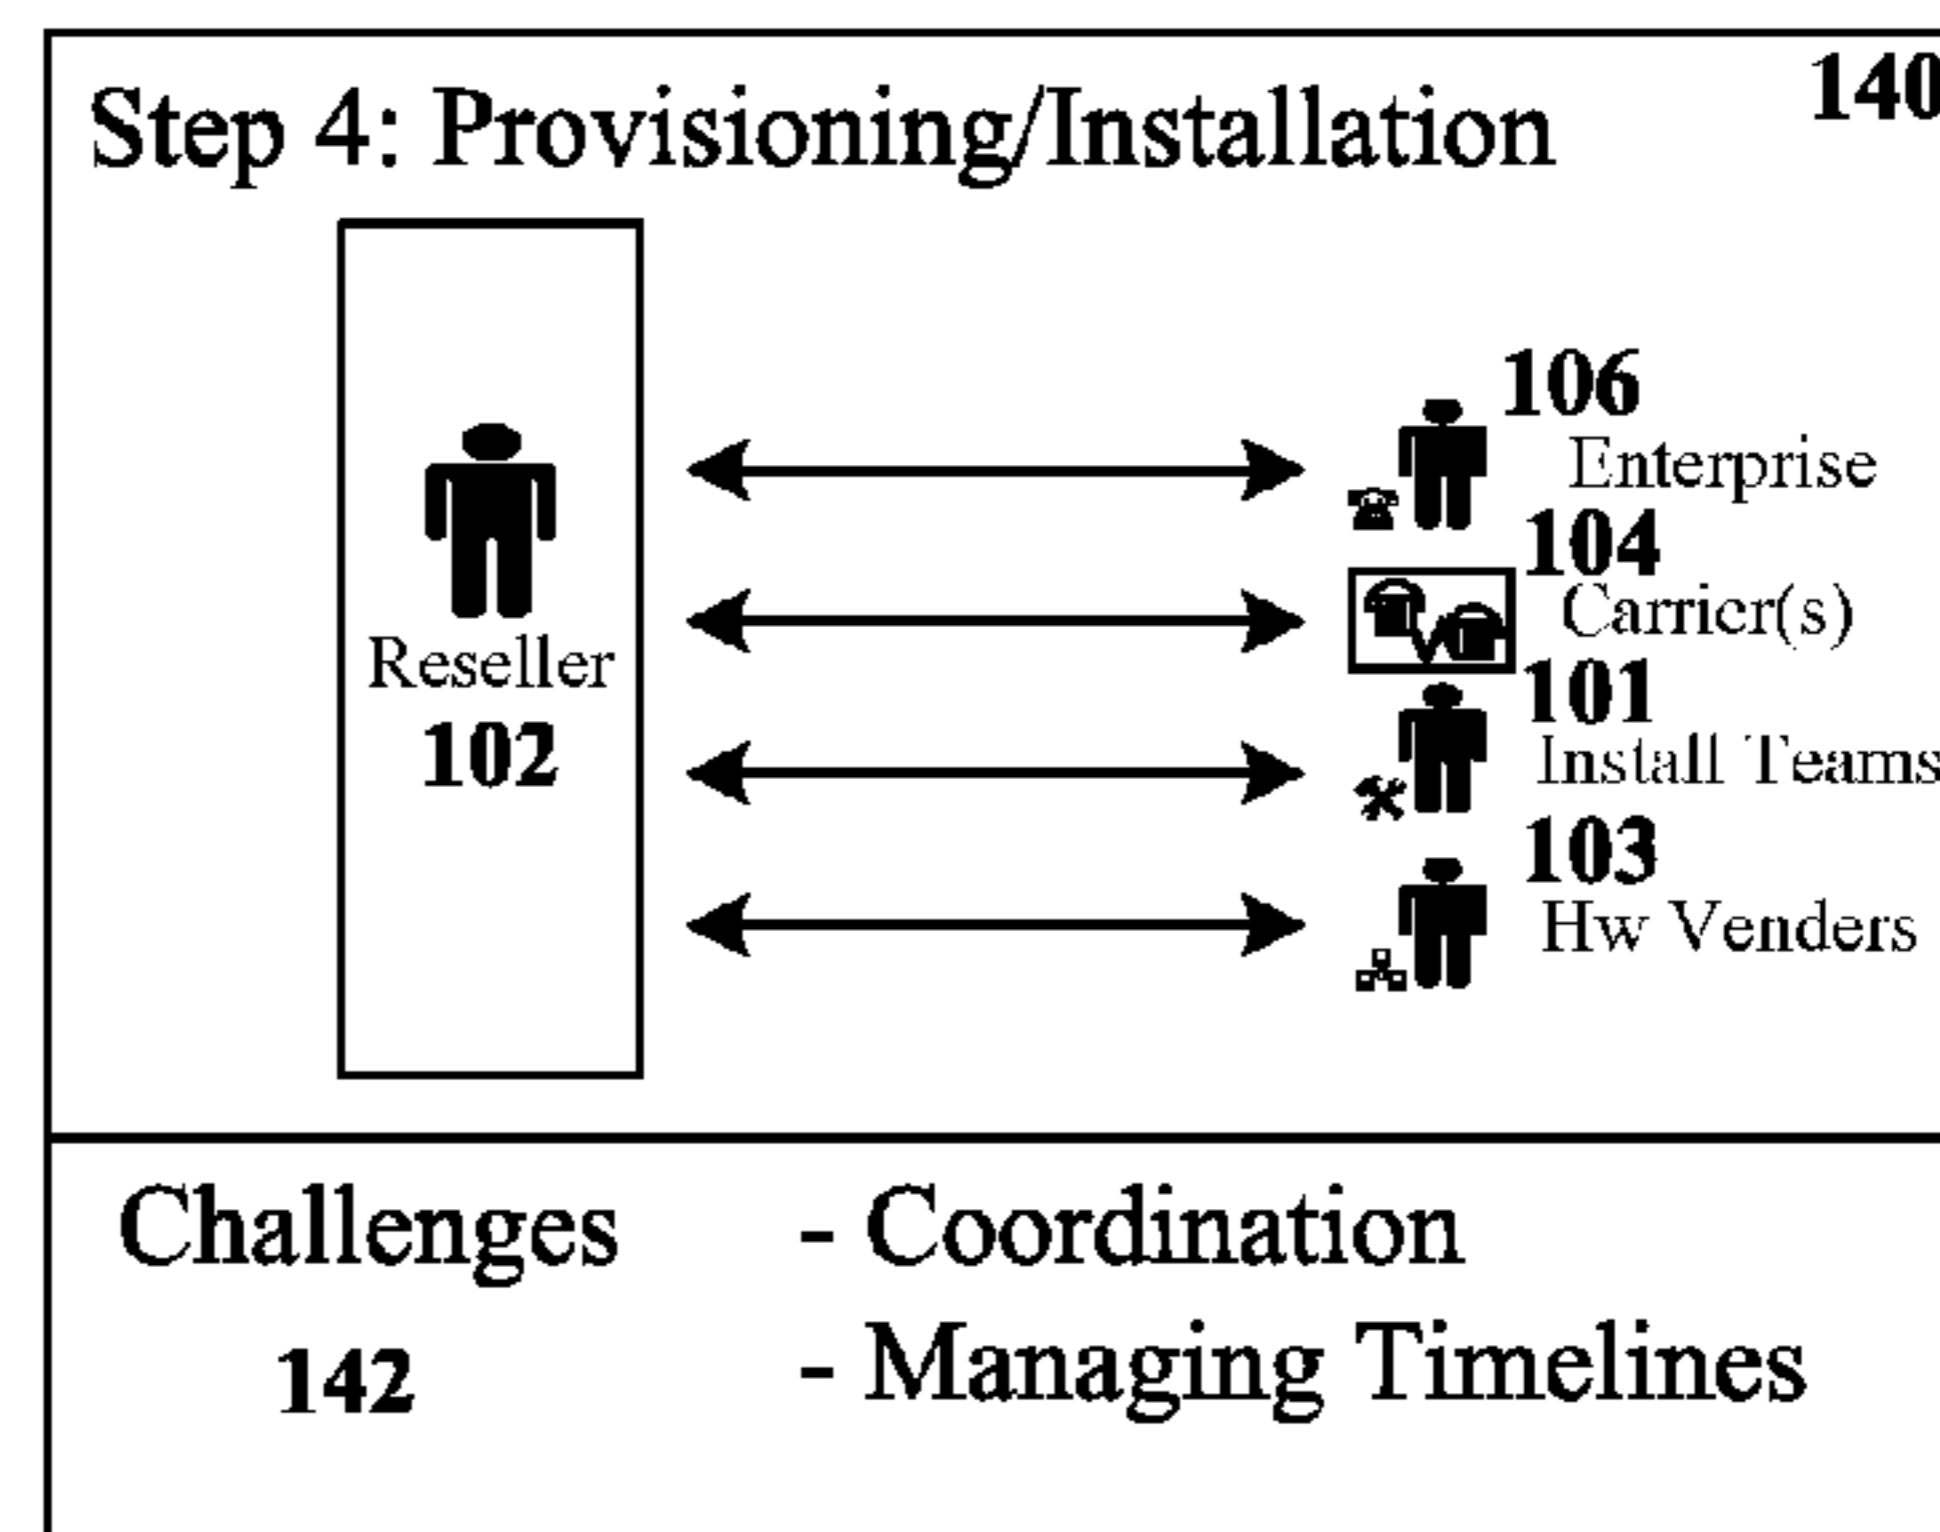 140
Step 4: Provisioning/Installation
106
Enterprise
104
Carrier(s)
Reseller
101
102
Install Teams
103
Hw Venders
Challenges - Coordination
142 - Managing Timelines